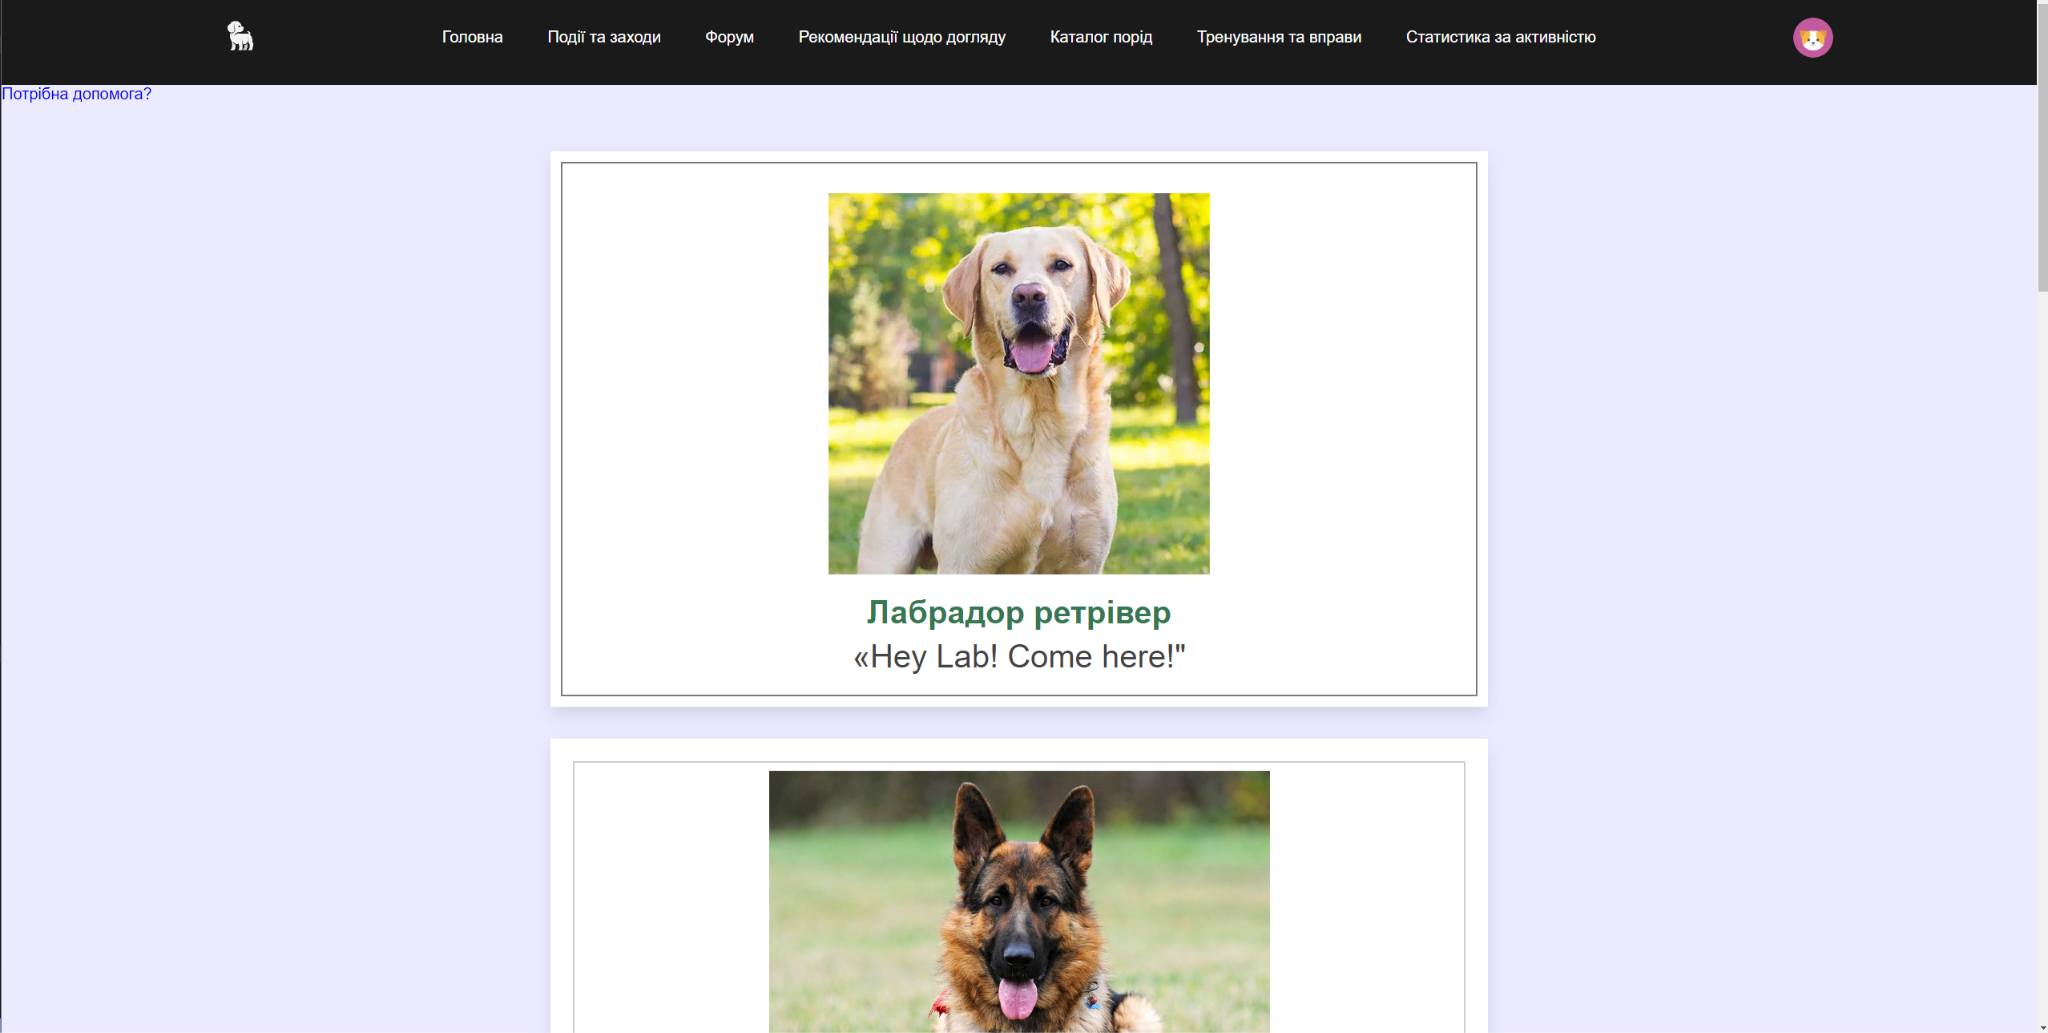 Головна
Події та заходи
Форум
Рекомендації щодо догляду
Каталог порід
Тренування та вправи
Статистика за активністю
Потрібна допомога?
Лабрадор ретрівер
«Hey Lab! Come here!"